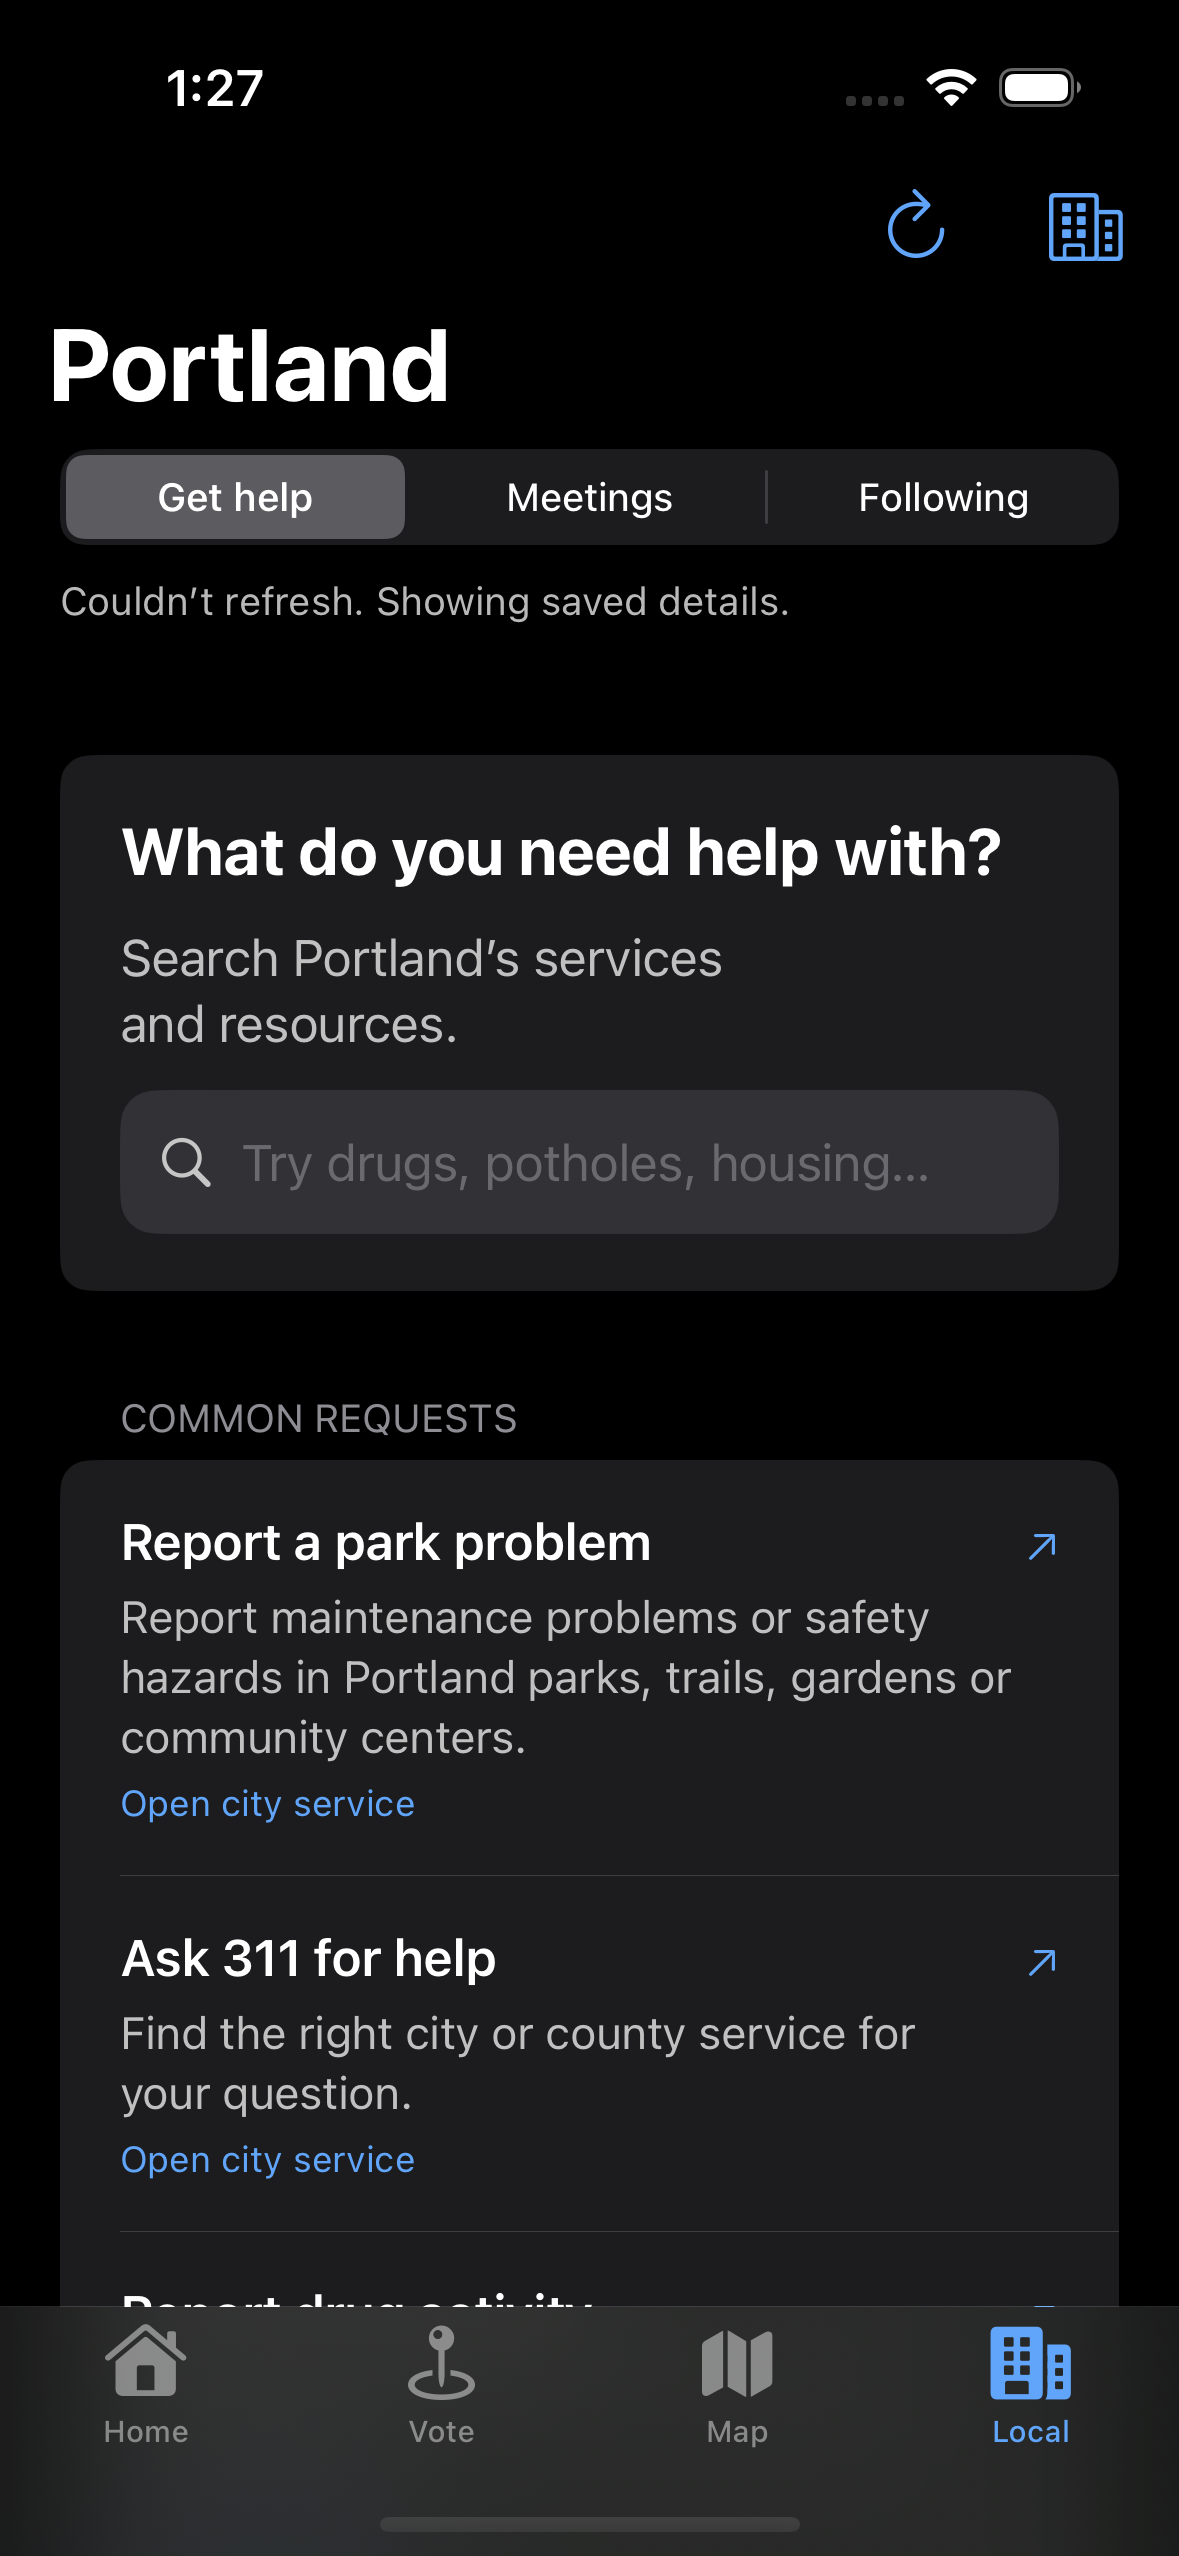 1:27
Portland
Get help
Meetings
Following
Couldn’t refresh. Showing saved details.
What do you need help with?
Search Portland’s services
and resources.
Try drugs, potholes, housing...
COMMON REQUESTS
Report a park problem
Report maintenance problems or safety
hazards in Portland parks, trails, gardens or
community centers.
Open city service
Ask 311 for help
Find the right city or county service for
your question.
Open city service
Report drug activity
Home
Vote
Map
Local